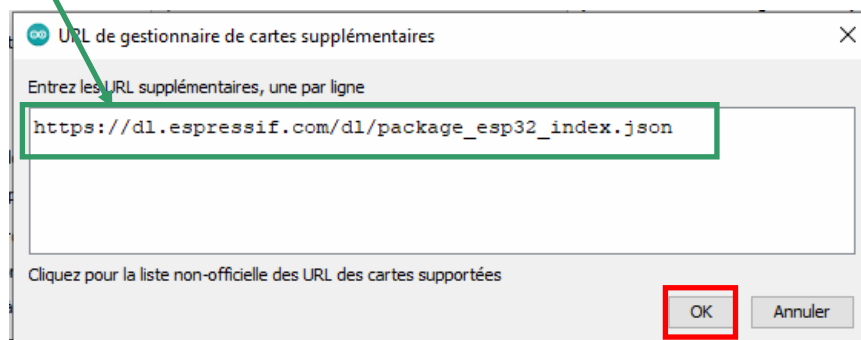 URL de gestionnaire de cartes supplémentaires
Entrez les URL supplémentaires, une par ligne
https://dl.espressif.com/dl/package_esp32_index.json
Cliquez pour la liste non-officielle des URL des cartes supportées
OK Annuler